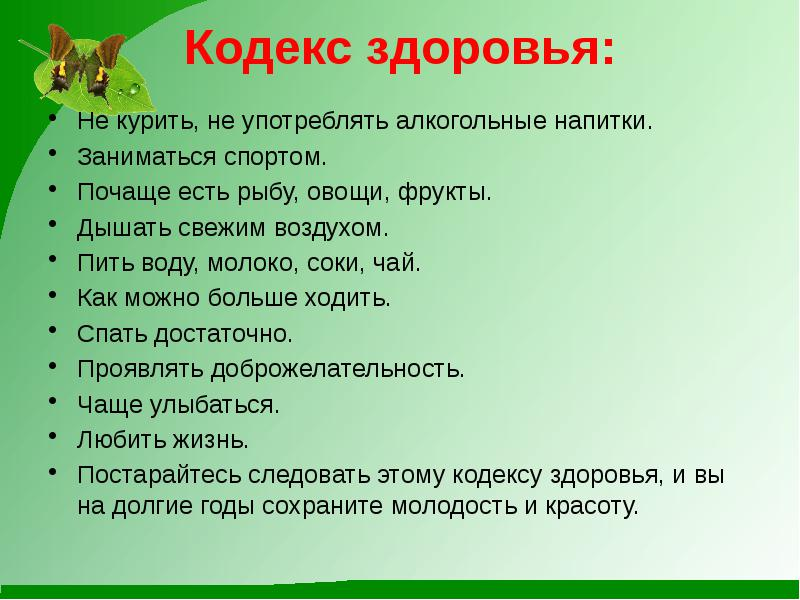 Кодекс здоровья:
• Не курить, не употреблять алкогольные напитки.
• Заниматься спортом.
• Почаще есть рыбу, овощи, фрукты.
• Дышать свежим воздухом.
• Пить воду, молоко, соки, чай.
• Как можно больше ходить.
• Спать достаточно.
• Проявлять доброжелательность.
• Чаще улыбаться.
• Любить жизнь.
• Постарайтесь следовать этому кодексу здоровья, и вы
на долгие годы сохраните молодость и красоту.